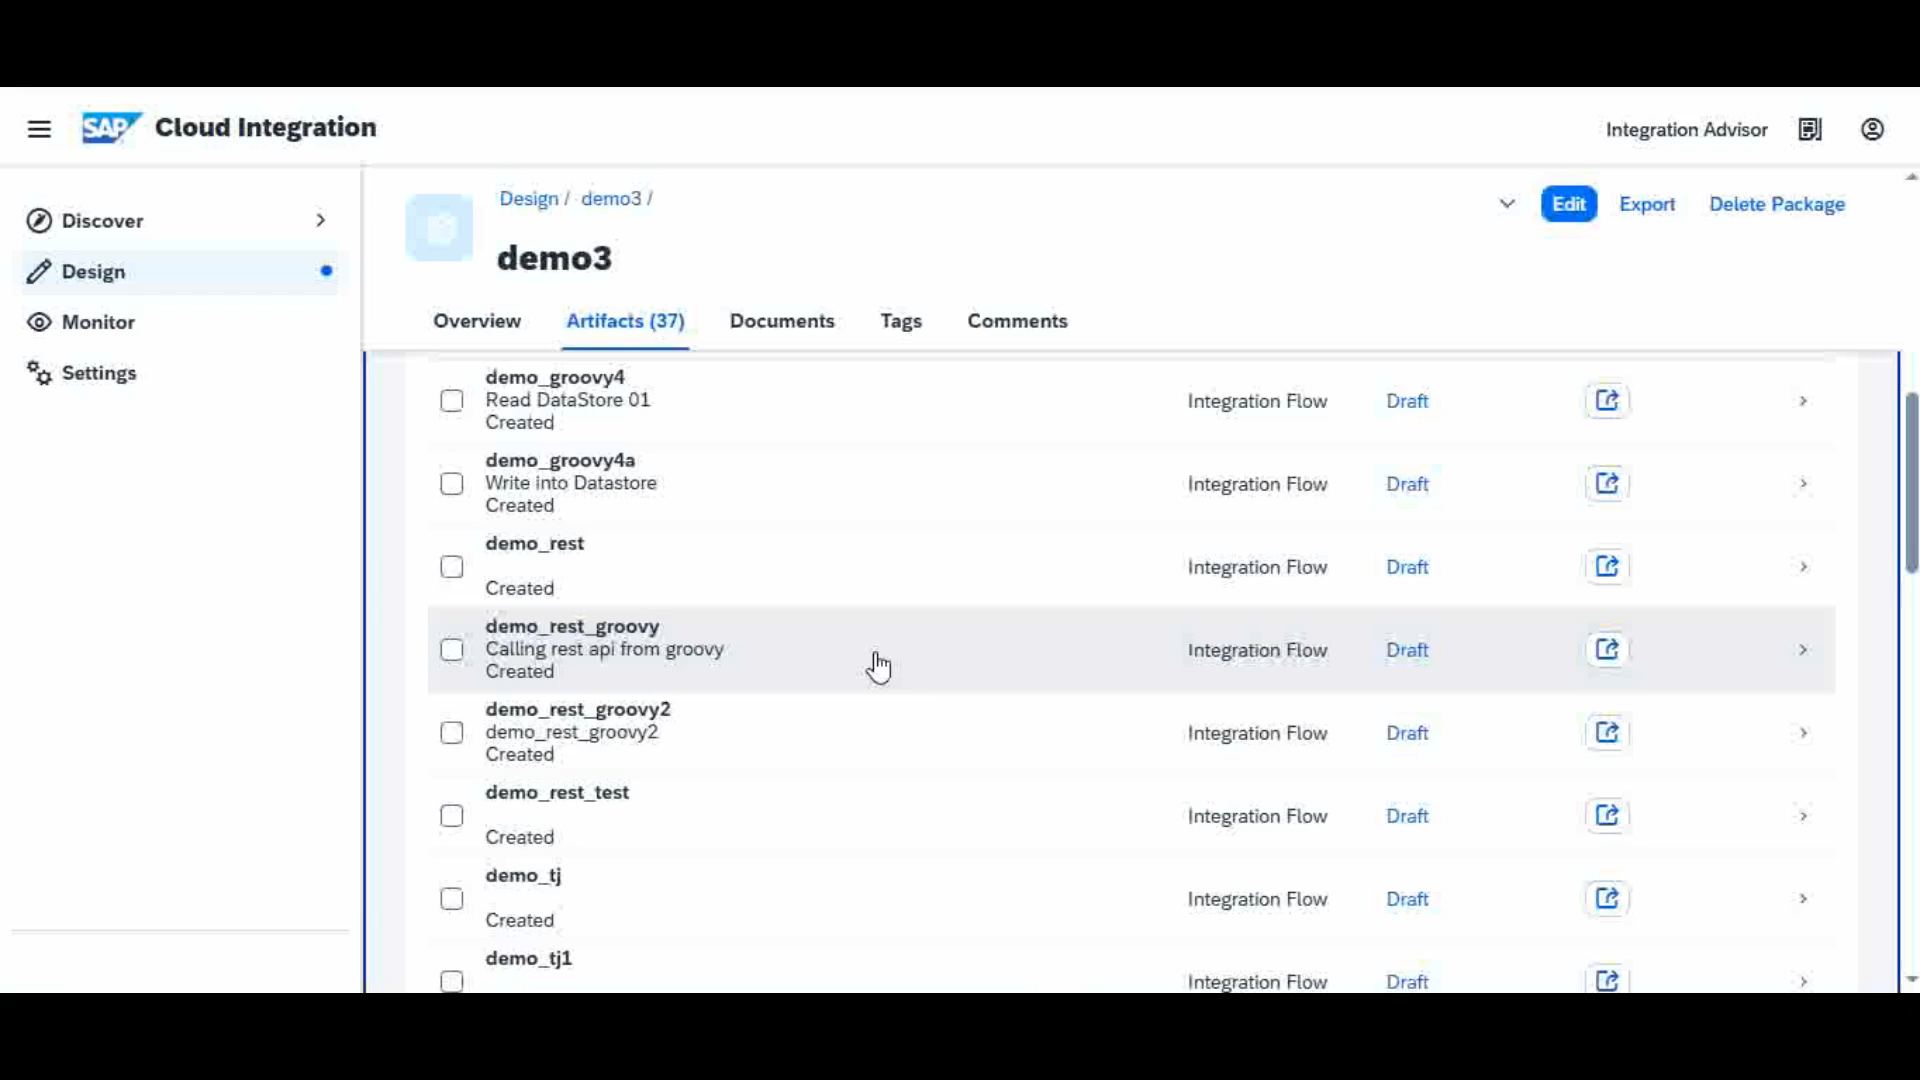 SAP Cloud Integration
Integration Advisor
Discover
Design
Monitor
Settings
Design / demo3 /
Edit Export Delete Package
demo3
Overview Artifacts (37) Documents Tags Comments
demo_groovy4
Read DataStore 01
Created
Integration Flow Draft
demo_groovy4a
Write into Datastore
Created
Integration Flow Draft
demo_rest
Created
Integration Flow Draft
demo_rest_groovy
Calling rest api from groovy
Created
Integration Flow Draft
demo_rest_groovy2
demo_rest_groovy2
Created
Integration Flow Draft
demo_rest_test
Created
Integration Flow Draft
demo_tj
Created
Integration Flow Draft
demo_tj1
Integration Flow Draft